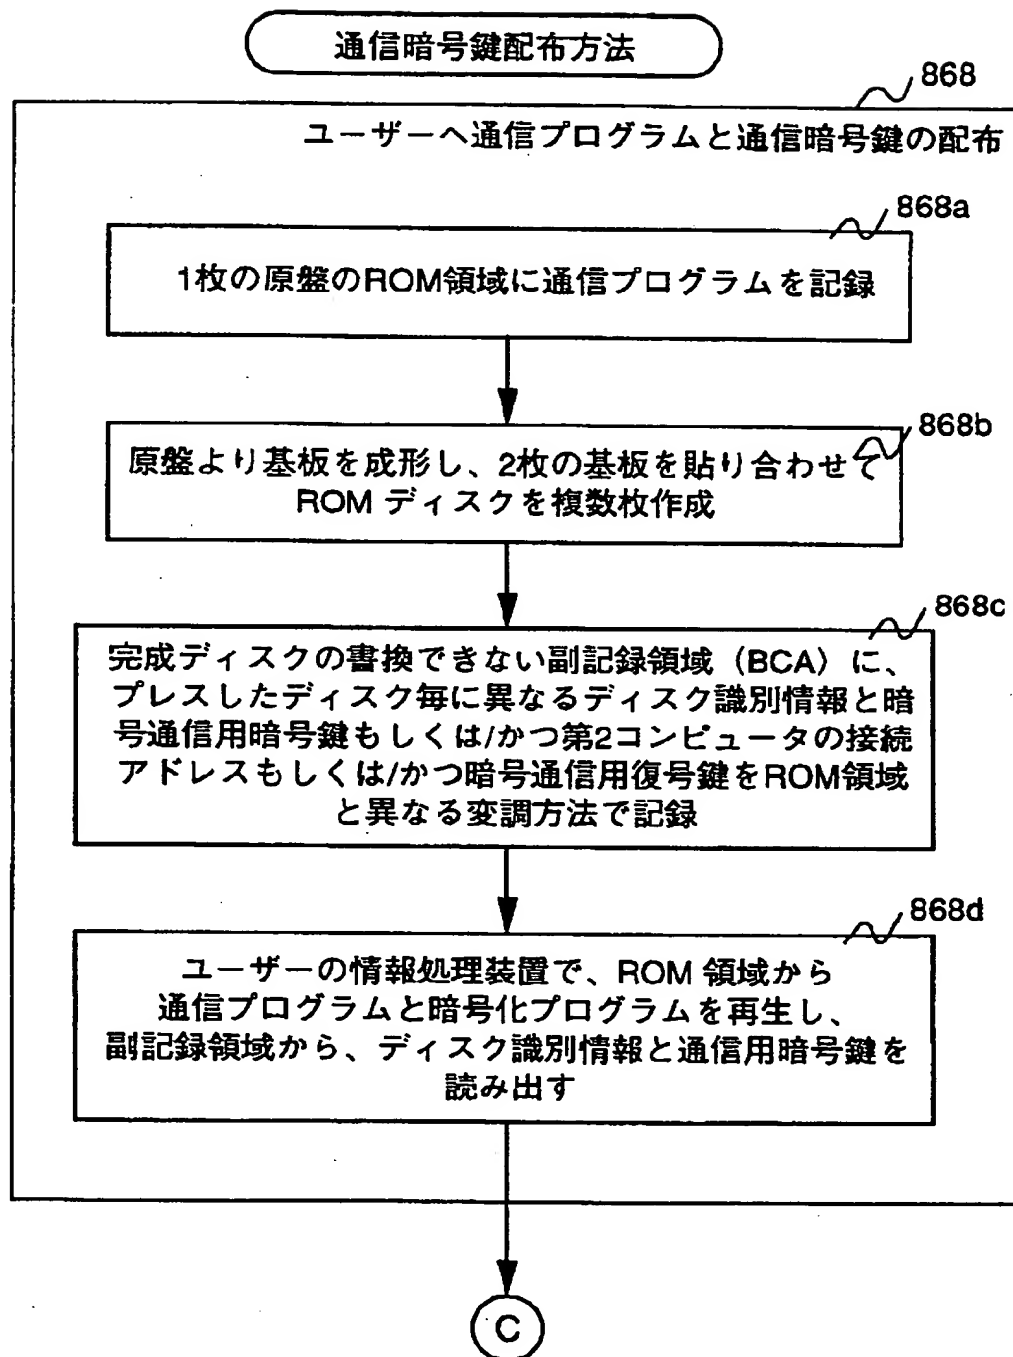 通信暗号鍵配布方法
868
ユーザーへ通信プログラムと通信暗号鍵の配布
868a
1枚の原盤のROM領域に通信プログラムを記録
868b
原盤より基板を成形し、2枚の基板を貼り合わせて
ROM ディスクを複数枚作成
868c
完成ディスクの書換できない副記録領域（BCA）に、
プレスしたディスク毎に異なるディスク識別情報と暗
号通信用暗号鍵もしくは/かつ第2コンピュータの接続
アドレスもしくは/かつ暗号通信用復号鍵をROM領域
と異なる変調方法で記録
868d
ユーザーの情報処理装置で、ROM 領域から
通信プログラムと暗号化プログラムを再生し、
副記録領域から、ディスク識別情報と通信用暗号鍵を
読み出す
C